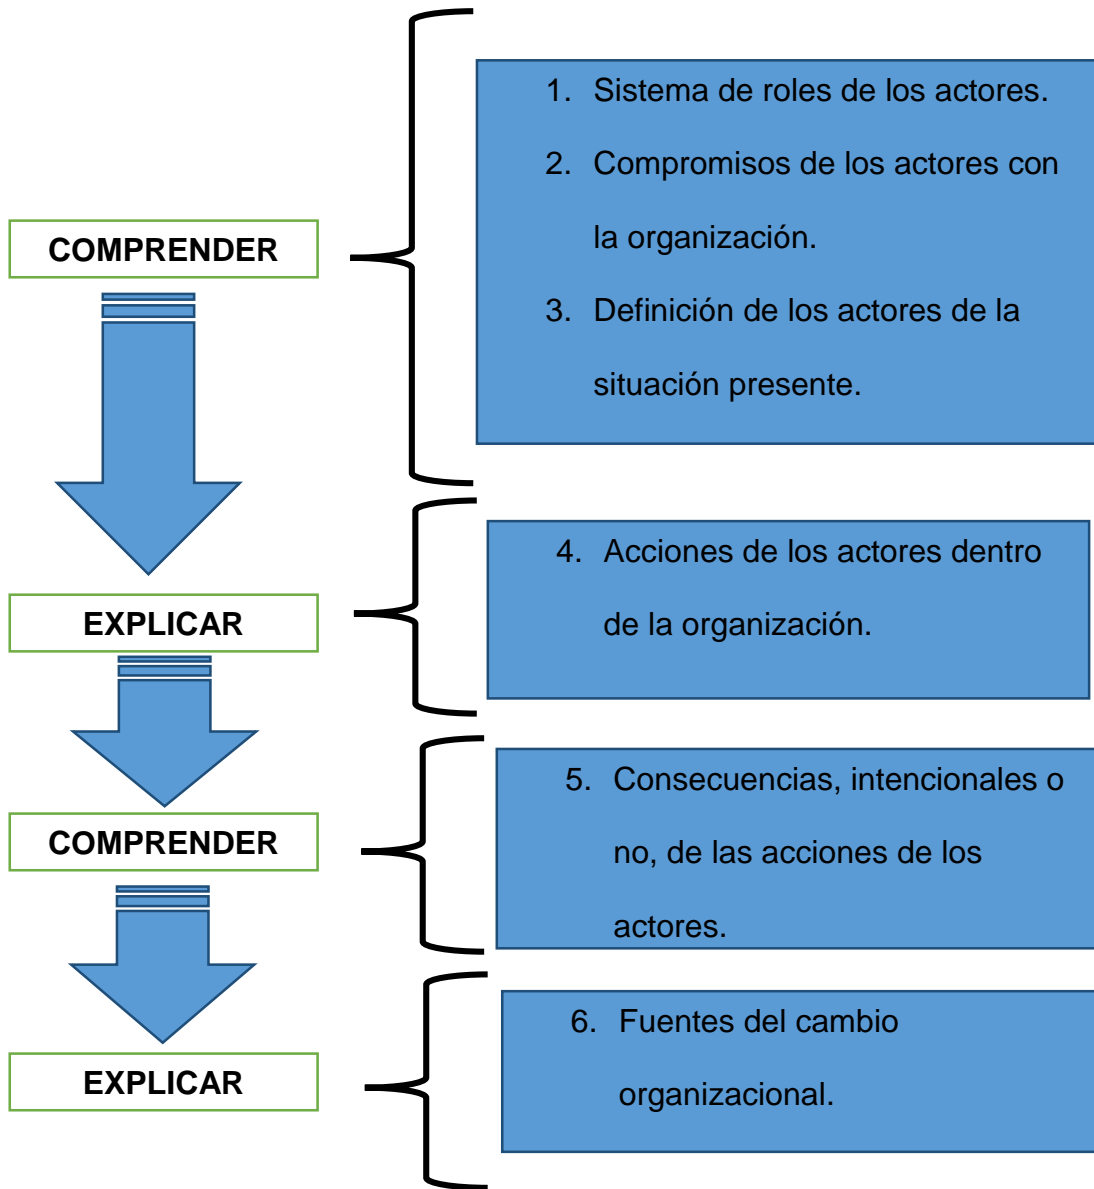 COMPRENDER
1. Sistema de roles de los actores.
2. Compromisos de los actores con
la organización.
3. Definición de los actores de la
situación presente.
EXPLICAR
4. Acciones de los actores dentro
de la organización.
COMPRENDER
5. Consecuencias, intencionales o
no, de las acciones de los
actores.
EXPLICAR
6. Fuentes del cambio
organizacional.